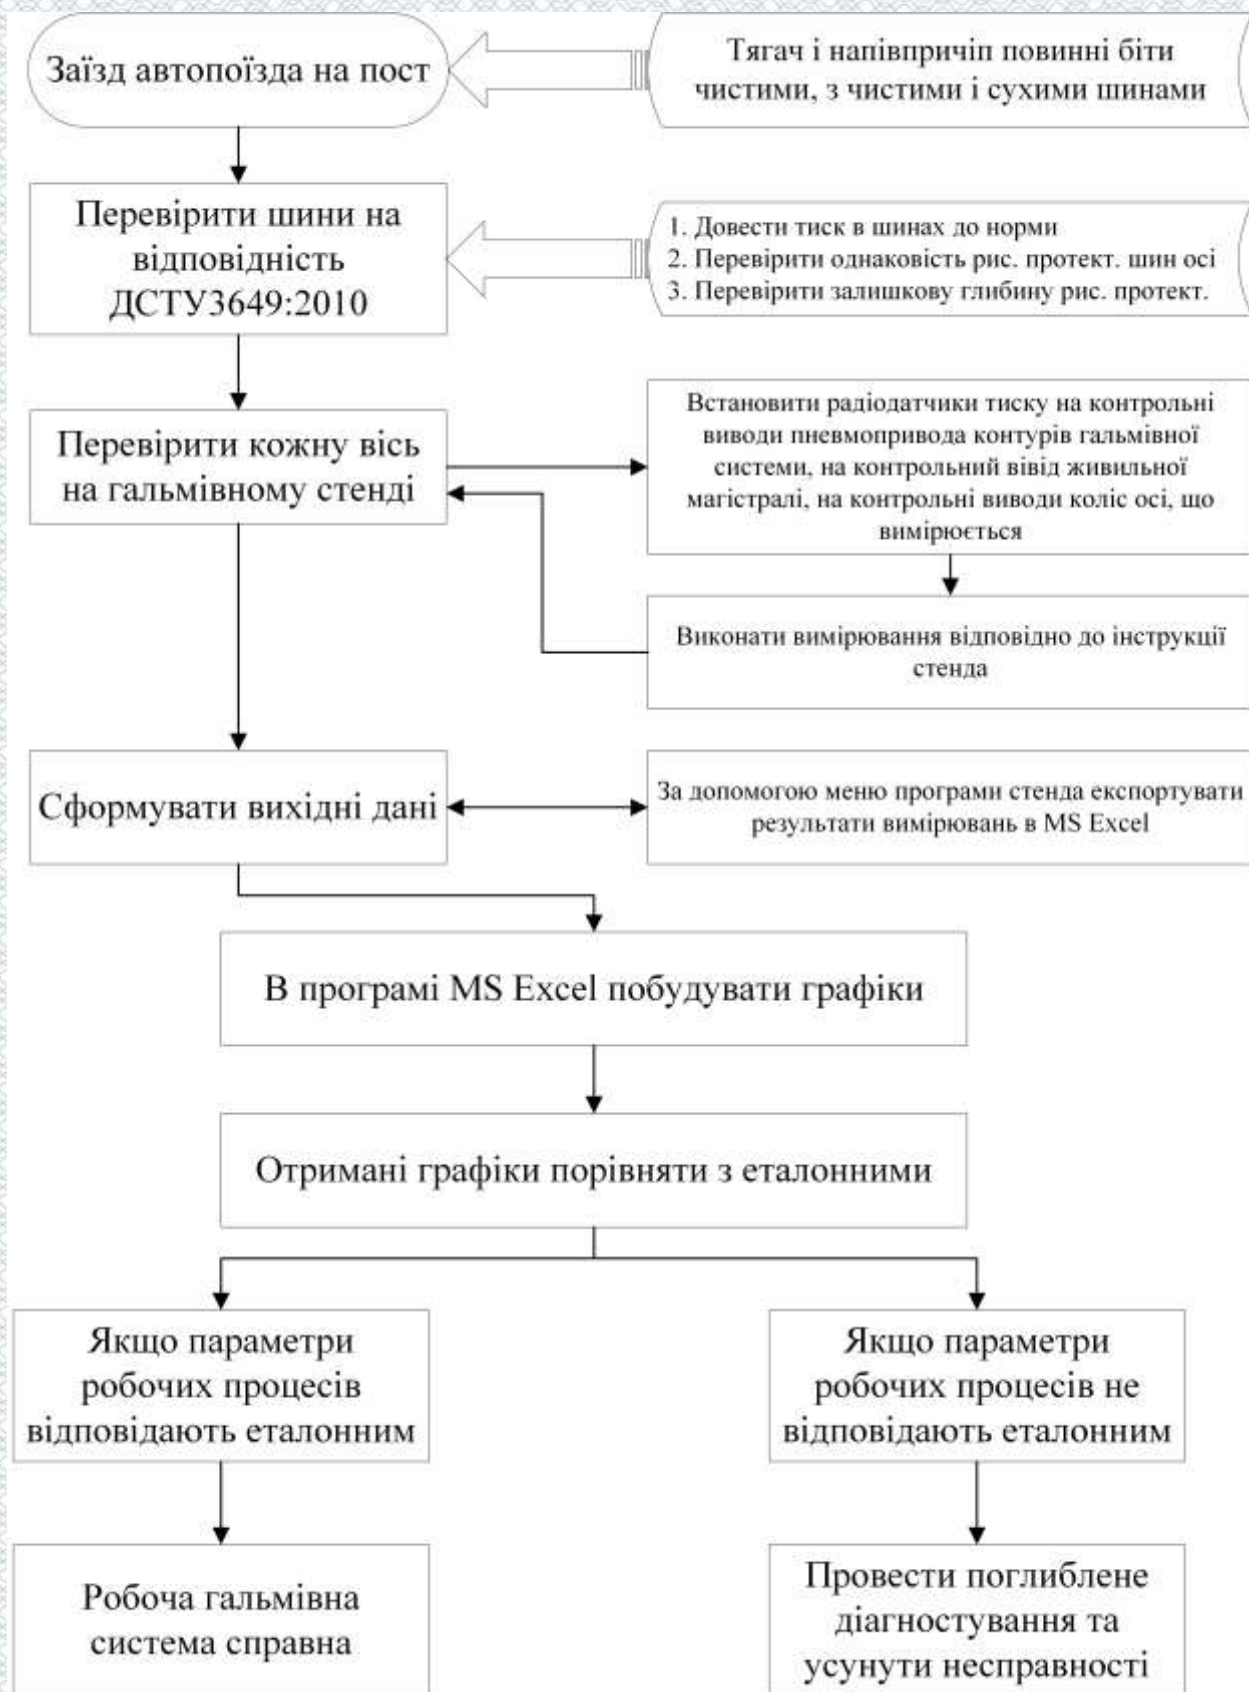 Заїзд автопоїзда на пост
Тягач і напівпричіп повинні біти
чистими, з чистими і сухими шинами
Перевірити шини на
відповідність
ДСТУ3649:2010
1. Довести тиск в шинах до норми
2. Перевірити однаковість рис. протект. шин осі
3. Перевірити залишкову глибину рис. протект.
Перевірити кожну вісь
на гальмівному стенді
Встановити радіодатчики тиску на контрольні
виводи пневмопривода контурів гальмівної
системи, на контрольний вівід живильної
магістралі, на контрольні виводи коліс осі, що
вимірюється
Виконати вимірювання відповідно до інструкції
стенда
Сформувати вихідні дані
За допомогою меню програми стенда експортувати
результати вимірювань в MS Excel
В програмі MS Excel побудувати графіки
Отримані графіки порівняти з еталонними
Якщо параметри
робочих процесів
відповідають еталонним
Якщо параметри
робочих процесів не
відповідають еталонним
Робоча гальмівна
система справна
Провести поглиблене
діагностування та
усунути несправності